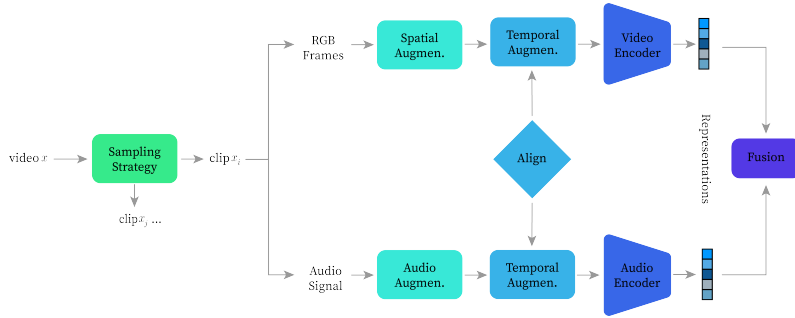 video x
Sampling
Strategy
clip x_i
clip x_j ...
RGB
Frames
Spatial
Augmen.
Temporal
Augmen.
Video
Encoder
Align
Representations
Fusion
Audio
Signal
Audio
Augmen.
Temporal
Augmen.
Audio
Encoder